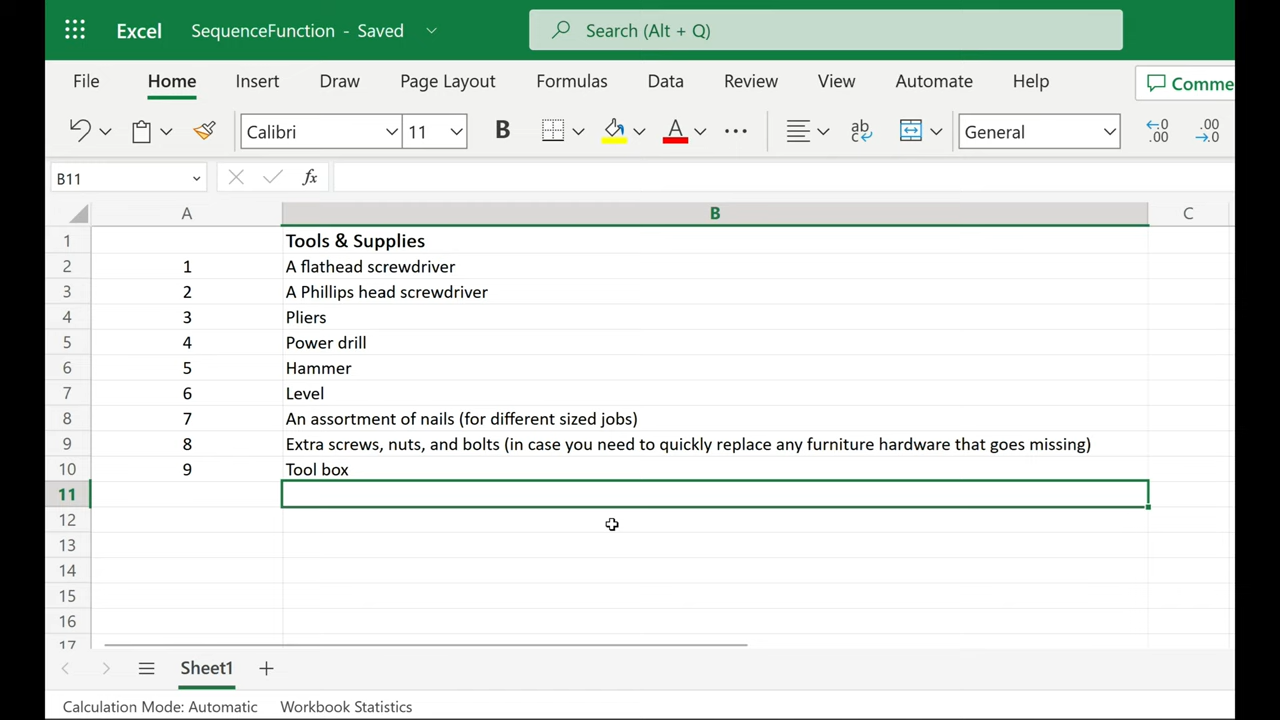 Excel SequenceFunction - Saved Search (Alt + Q)
File Home Insert Draw Page Layout Formulas Data Review View Automate Help Comme
Calibri 11 B A General .00 .00
B11 fx
A B C
1 Tools & Supplies
2 1 A flathead screwdriver
3 2 A Phillips head screwdriver
4 3 Pliers
5 4 Power drill
6 5 Hammer
7 6 Level
8 7 An assortment of nails (for different sized jobs)
9 8 Extra screws, nuts, and bolts (in case you need to quickly replace any furniture hardware that goes missing)
10 9 Tool box
11
12
13
14
15
16
17
Sheet1
Calculation Mode: Automatic Workbook Statistics